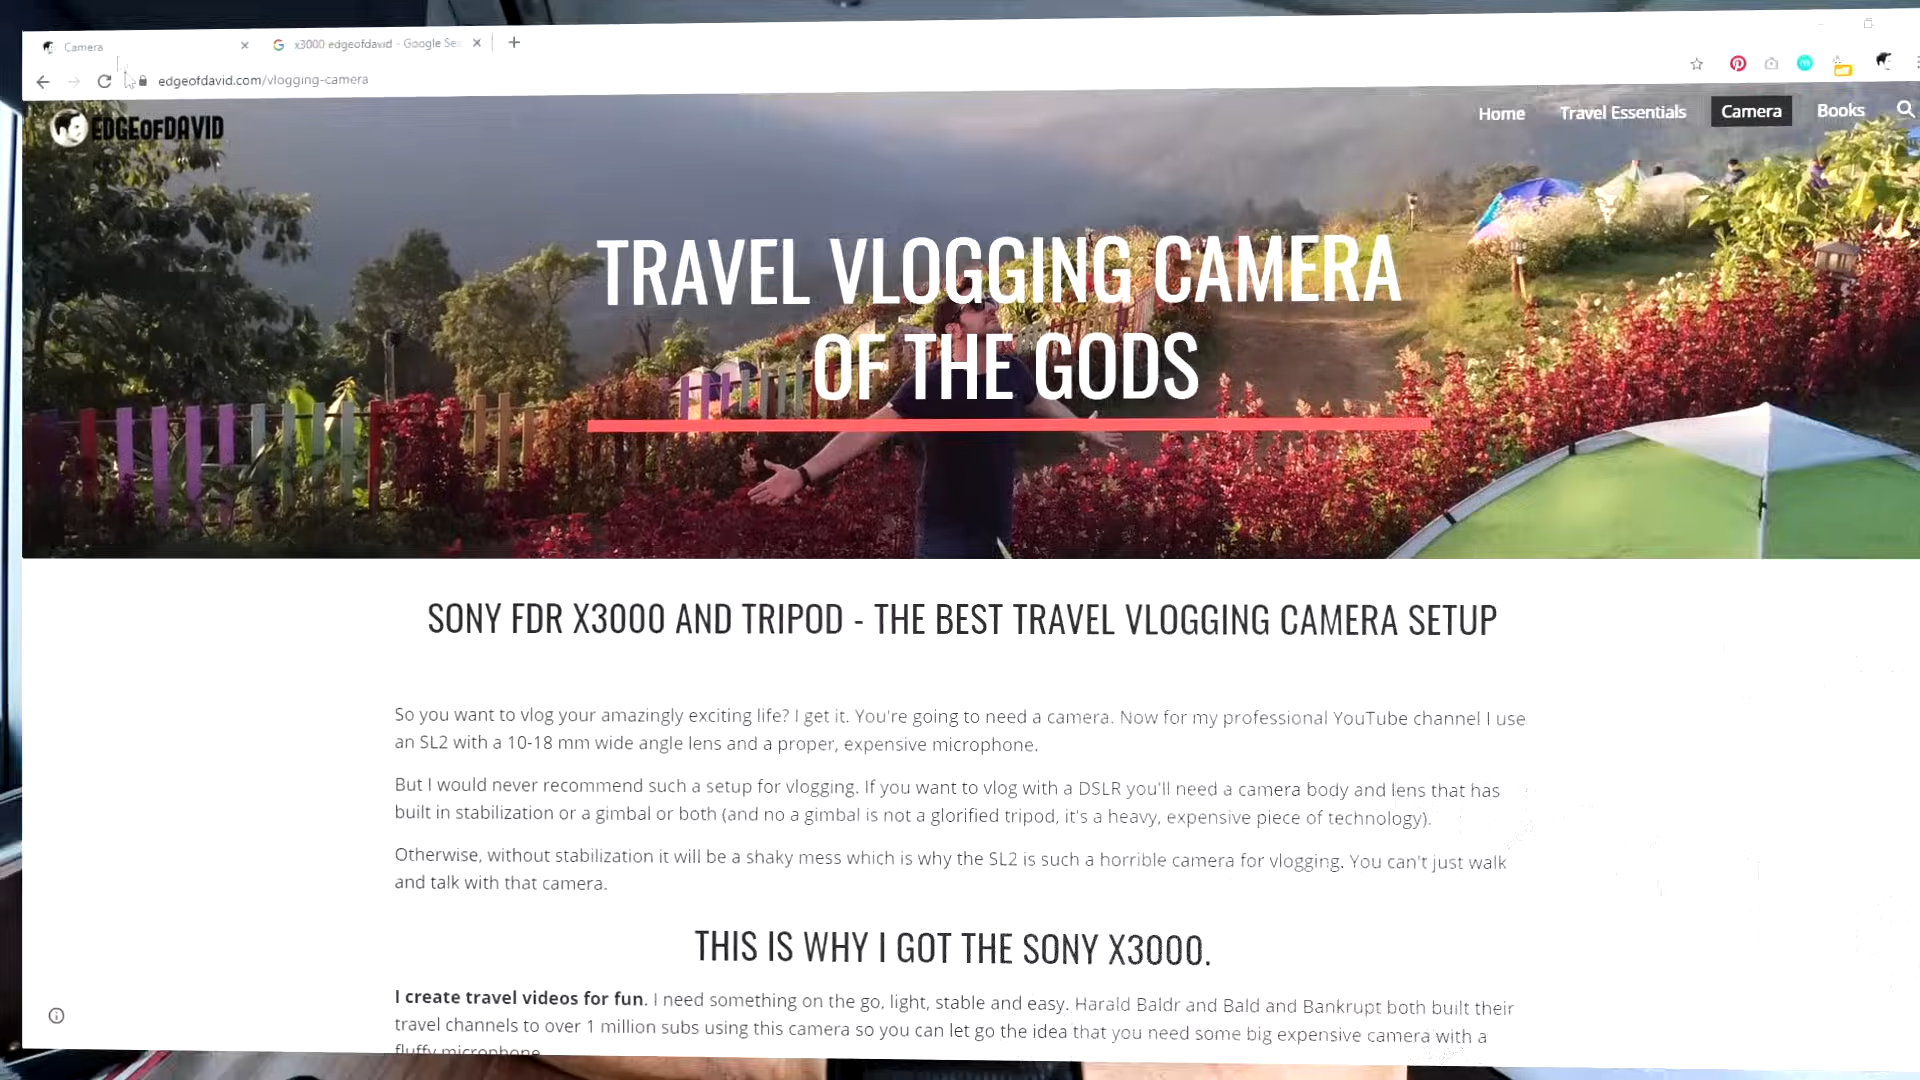 Camera
x3000 edgeofdavid - Google Se
edgeofdavid.com/vlogging-camera
EDGEOFDAVID
Home
Travel Essentials
Camera
Books
TRAVEL VLOGGING CAMERA
OF THE GODS
SONY FDR X3000 AND TRIPOD - THE BEST TRAVEL VLOGGING CAMERA SETUP
So you want to vlog your amazingly exciting life? I get it. You're going to need a camera. Now for my professional YouTube channel I use
an SL2 with a 10-18 mm wide angle lens and a proper, expensive microphone.
But I would never recommend such a setup for vlogging. If you want to vlog with a DSLR you'll need a camera body and lens that has
built in stabilization or a gimbal or both (and no a gimbal is not a glorified tripod, it's a heavy, expensive piece of technology).
Otherwise, without stabilization it will be a shaky mess which is why the SL2 is such a horrible camera for vlogging. You can't just walk
and talk with that camera.
THIS IS WHY I GOT THE SONY X3000.
I create travel videos for fun. I need something on the go, light, stable and easy. Harald Baldr and Bald and Bankrupt both built their
travel channels to over 1 million subs using this camera so you can let go the idea that you need some big expensive camera with a
fluffy microphone